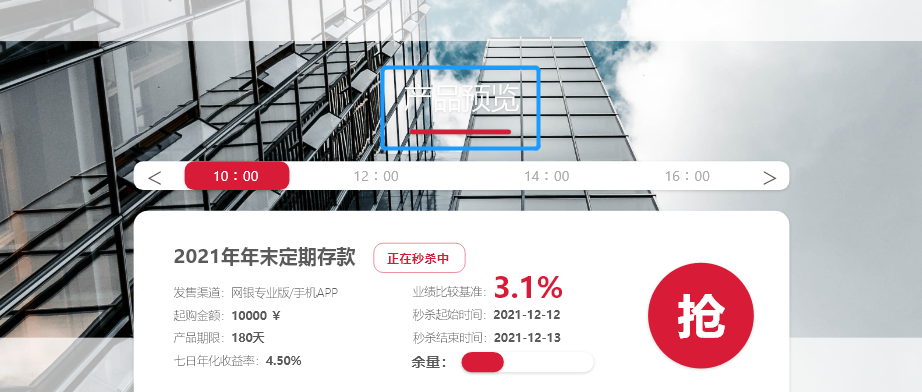 产品预览
< 10：00 12：00 14：00 16：00 >
2021年年末定期存款 正在秒杀中
发售渠道：网银专业版/手机APP 业绩比较基准：3.1%
起购金额：10000 ¥ 秒杀起始时间：2021-12-12
产品期限：180天 秒杀结束时间：2021-12-13
七日年化收益率：4.50% 余量：
抢